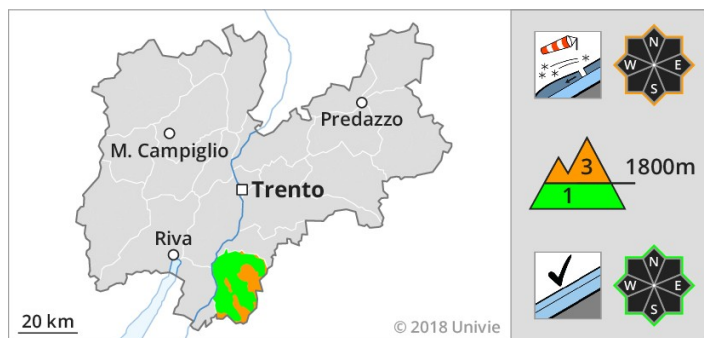 Predazzo
M. Campiglio
Trento
Riva
20 km
© 2018 Univie
N
W E
S
3 1800m
1
N
W E
S